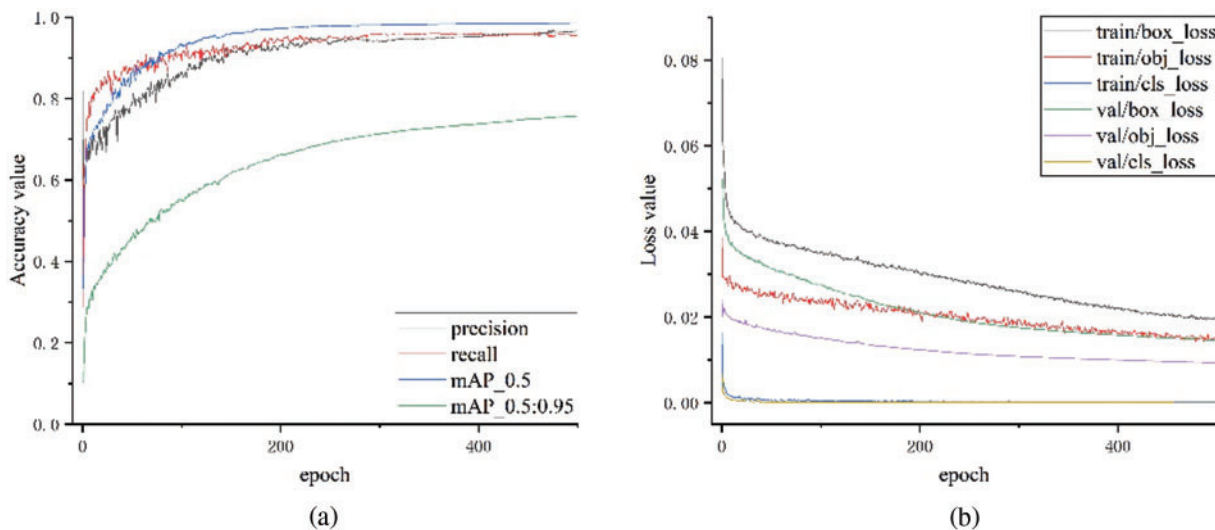 1.0
0.8
0.6
0.4
0.2
0.0
Accuracy value
precision
recall
mAP_0.5
mAP_0.5:0.95
0
200
400
epoch
(a)
0.08
0.06
0.04
0.02
0.00
Loss value
train/box_loss
train/obj_loss
train/cls_loss
val/box_loss
val/obj_loss
val/cls_loss
0
200
400
epoch
(b)